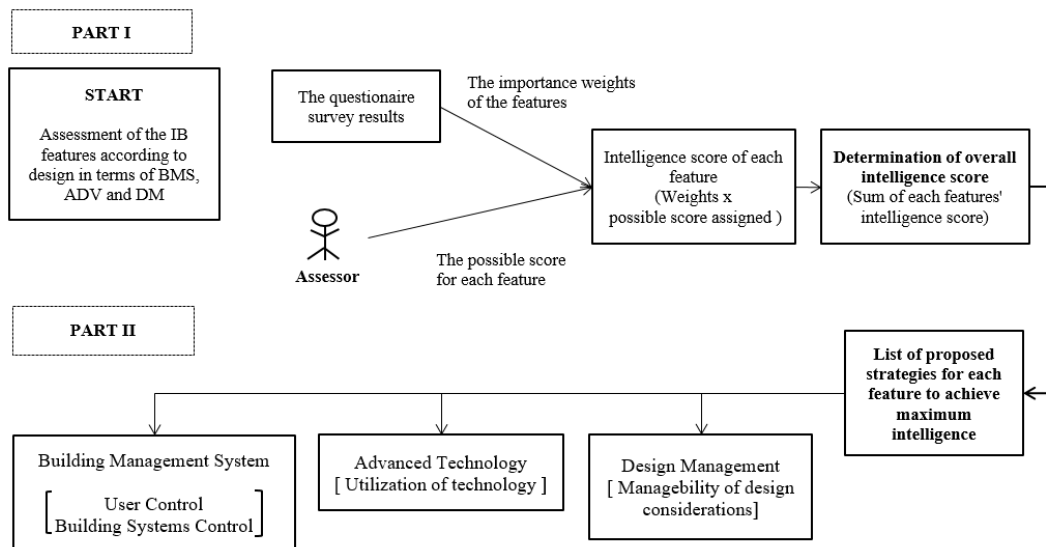 PART I
START
Assessment of the IB
features according to
design in terms of BMS,
ADV and DM
The questionaire
survey results
The importance weights
of the features
Assessor
The possible score
for each feature
Intelligence score of each
feature
(Weights x
possible score assigned )
Determination of overall
intelligence score
(Sum of each features'
intelligence score)
PART II
List of proposed
strategies for each
feature to achieve
maximum
intelligence
Building Management System
User Control
Building Systems Control
Advanced Technology
[ Utilization of technology ]
Design Management
[ Managebility of design
considerations]